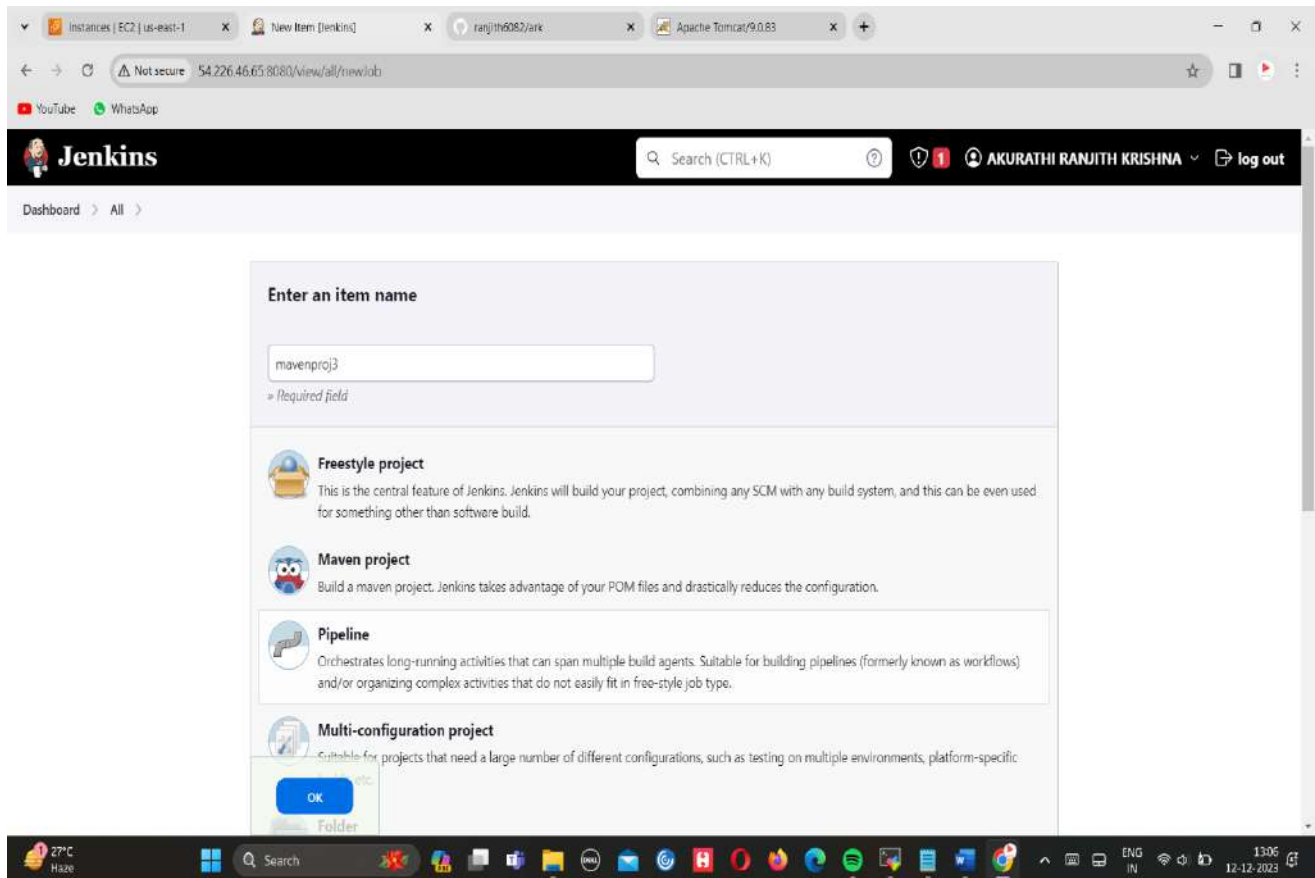 Instances | EC2 | us-east-1
New Item [Jenkins]
ranjith6082/ark
Apache Tomcat/9.0.83
Not secure 54.226.46.65:8080/view/all/newJob
YouTube WhatsApp
Jenkins
Search (CTRL+K)
1
AKURATHI RANJITH KRISHNA
log out
Dashboard > All >
Enter an item name
mavenproj3
» Required field
Freestyle project
This is the central feature of Jenkins. Jenkins will build your project, combining any SCM with any build system, and this can be even used
for something other than software build.
Maven project
Build a maven project. Jenkins takes advantage of your POM files and drastically reduces the configuration.
Pipeline
Orchestrates long-running activities that can span multiple build agents. Suitable for building pipelines (formerly known as workflows)
and/or organizing complex activities that do not easily fit in free-style job type.
Multi-configuration project
Suitable for projects that need a large number of different configurations, such as testing on multiple environments, platform-specific
etc.
OK
Folder
1
27°C
Haze
Search
DELL
ENG
IN
13:06
12-12-2023